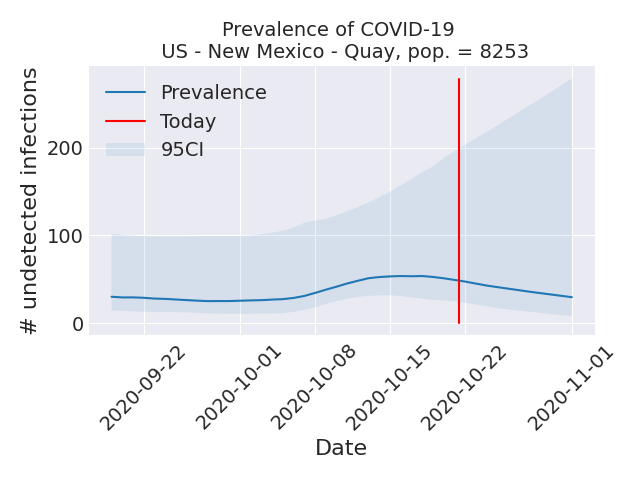 Prevalence of COVID-19
US - New Mexico - Quay, pop. = 8253
# undetected infections
Prevalence
Today
95CI
200
100
0
2020-09-22
2020-10-01
2020-10-08
2020-10-15
2020-10-22
2020-11-01
Date